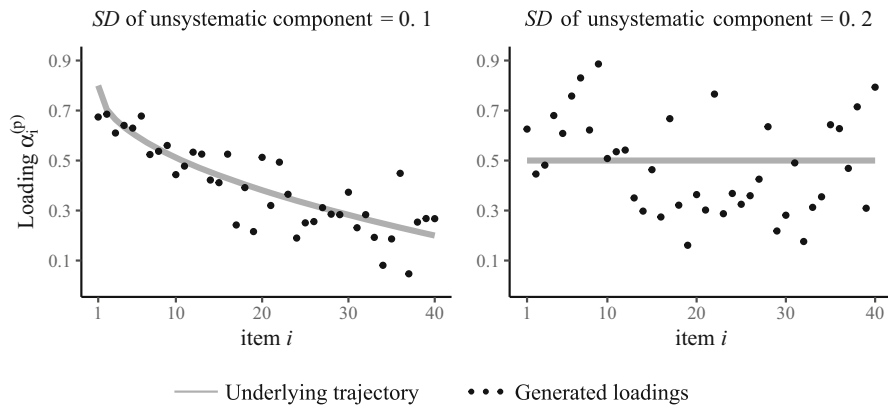 SD of unsystematic component = 0. 1
SD of unsystematic component = 0. 2
Loading α_i^(p)
0.9
0.7
0.5
0.3
0.1
1 10 20 30 40
item i
0.9
0.7
0.5
0.3
0.1
1 10 20 30 40
item i
Underlying trajectory
Generated loadings